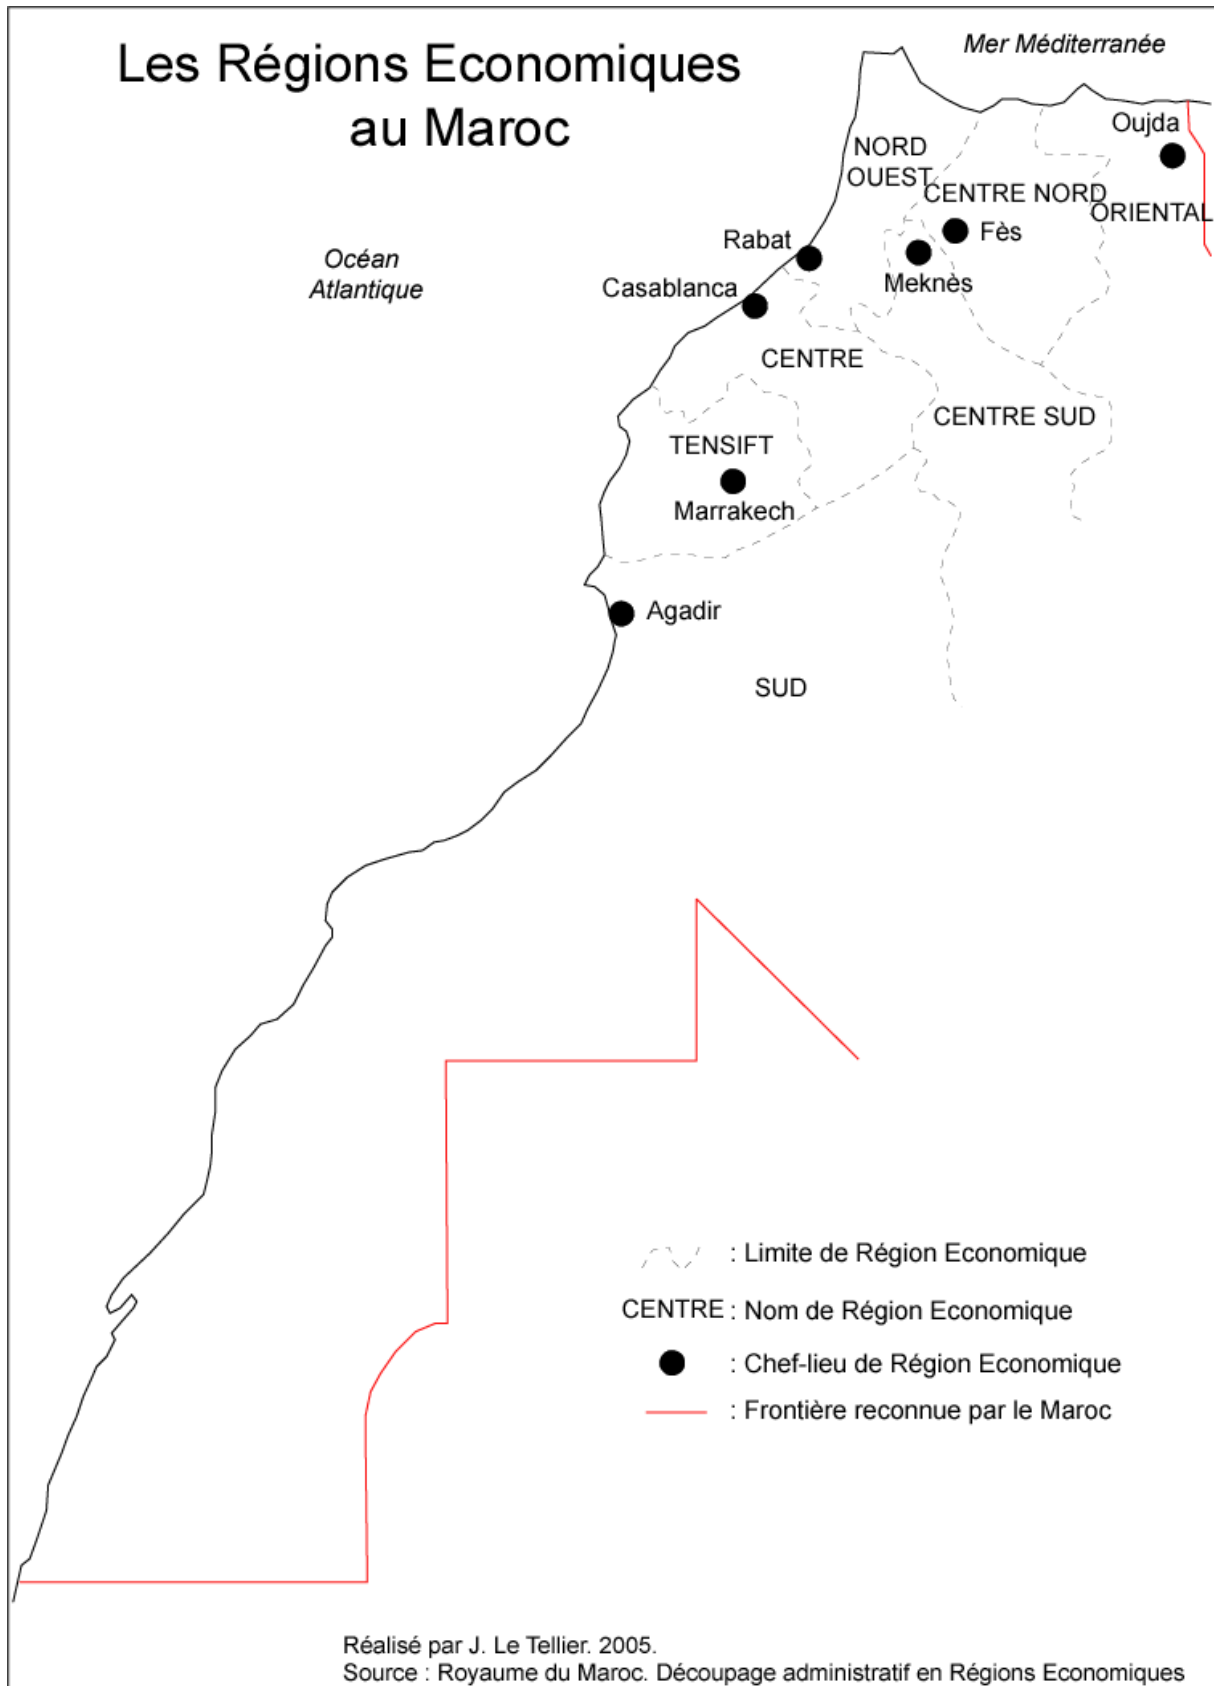 Les Régions Economiques
au Maroc
Mer Méditerranée
Oujda
NORD
OUEST
CENTRE NORD
ORIENTAL
Rabat
Fès
Océan
Atlantique
Casablanca
Meknès
CENTRE
CENTRE SUD
TENSIFT
Marrakech
Agadir
SUD
: Limite de Région Economique
CENTRE : Nom de Région Economique
: Chef-lieu de Région Economique
: Frontière reconnue par le Maroc
Réalisé par J. Le Tellier. 2005.
Source : Royaume du Maroc. Découpage administratif en Régions Economiques